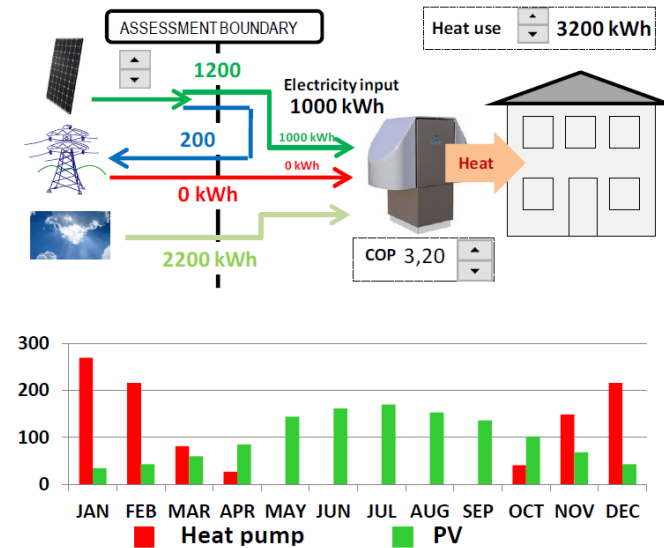 ASSESSMENT BOUNDARY
Heat use 3200 kWh
1200
Electricity input
1000 kWh
200
1000 kWh
0 kWh
Heat
0 kWh
2200 kWh
COP 3,20
300
200
100
0
JAN FEB MAR APR MAY JUN JUL AUG SEP OCT NOV DEC
Heat pump PV